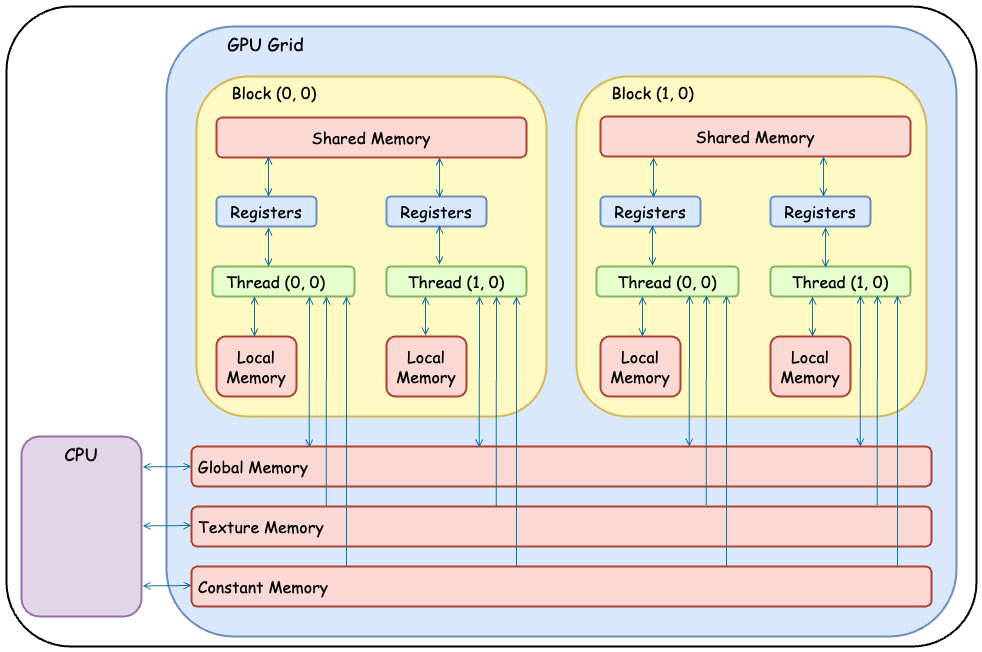 GPU Grid
Block (0, 0)
Shared Memory
Registers
Registers
Thread (0, 0)
Thread (1, 0)
Local
Memory
Local
Memory
Block (1, 0)
Shared Memory
Registers
Registers
Thread (0, 0)
Thread (1, 0)
Local
Memory
Local
Memory
CPU
Global Memory
Texture Memory
Constant Memory